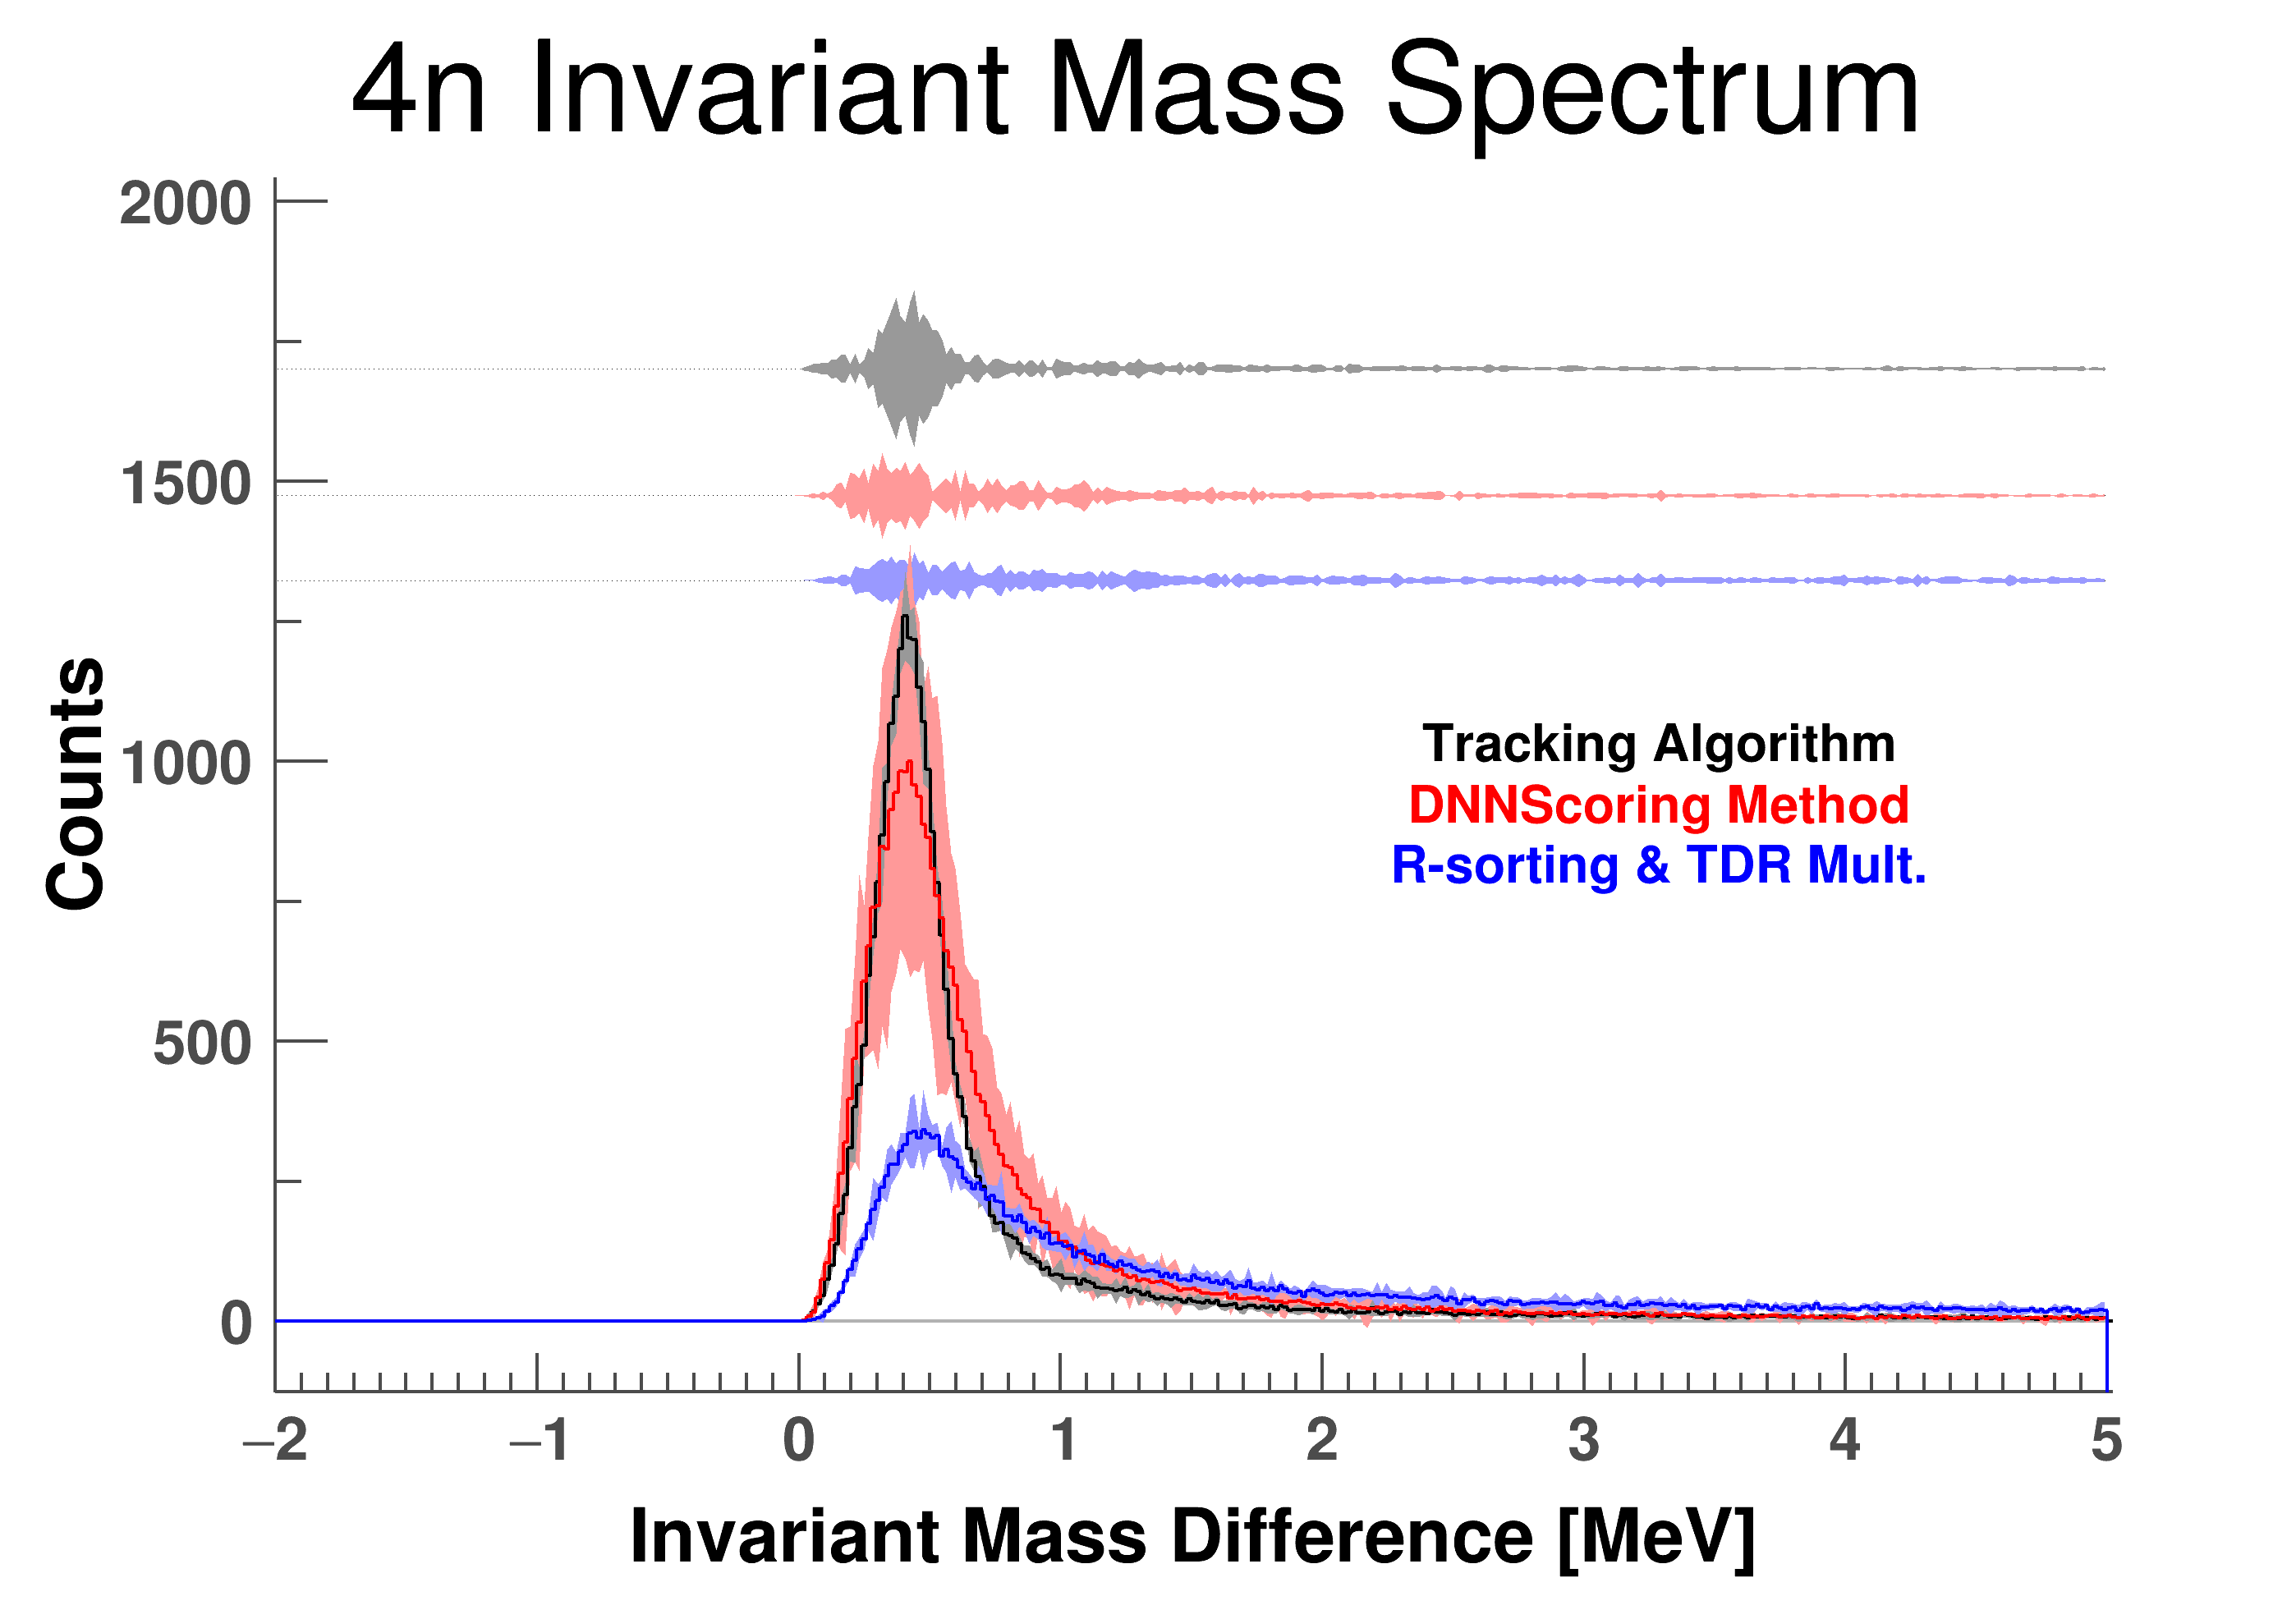 4n Invariant Mass Spectrum
2000
1500
1000
500
0
Counts
Tracking Algorithm
DNNScoring Method
R-sorting & TDR Mult.
−2 −1 0 1 2 3 4 5
Invariant Mass Difference [MeV]